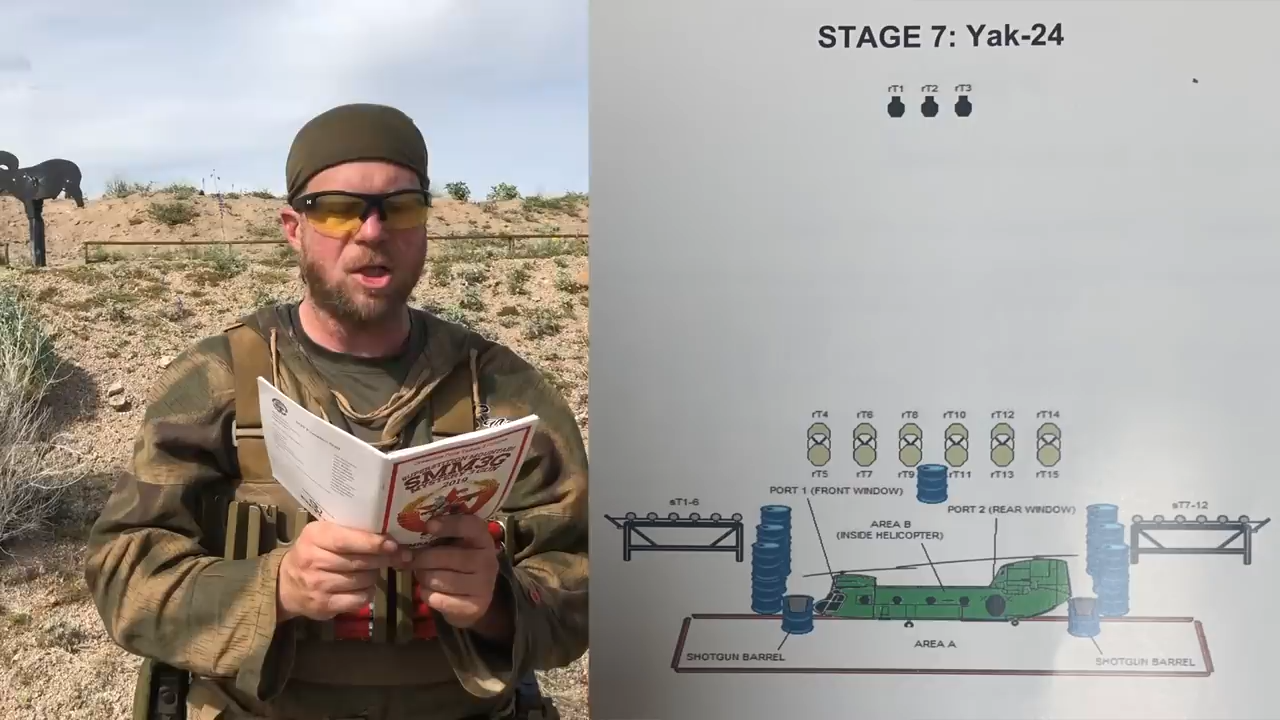 SMM3G
2019
STAGE 7: Yak-24
rT1 rT2 rT3
rT4 rT6 rT8 rT10 rT12 rT14
rT5 rT7 rT9 rT11 rT13 rT15
PORT 1 (FRONT WINDOW)
sT1-6
sT7-12
PORT 2 (REAR WINDOW)
AREA B
(INSIDE HELICOPTER)
AREA A
SHOTGUN BARREL
SHOTGUN BARREL